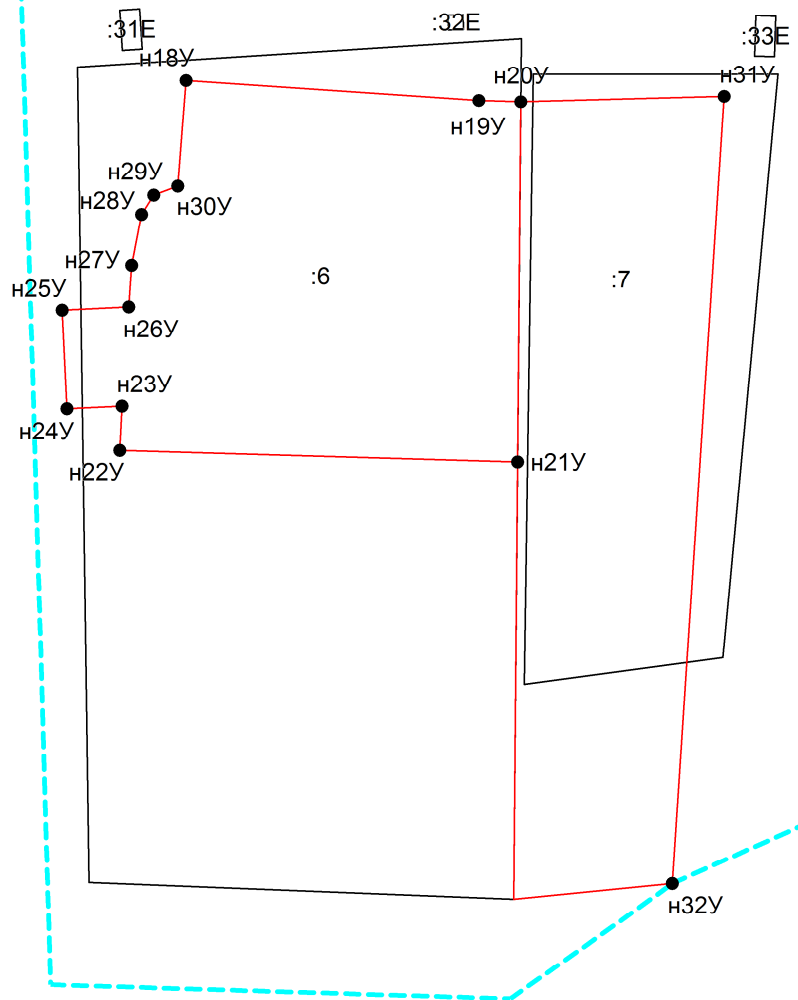 :31Е
:33Е
н18У
н20У
н31У
н19У
н29У
н28У
н30У
н27У
:6
:7
н25У
н26У
н23У
н24У
н22У
н21У
н32У